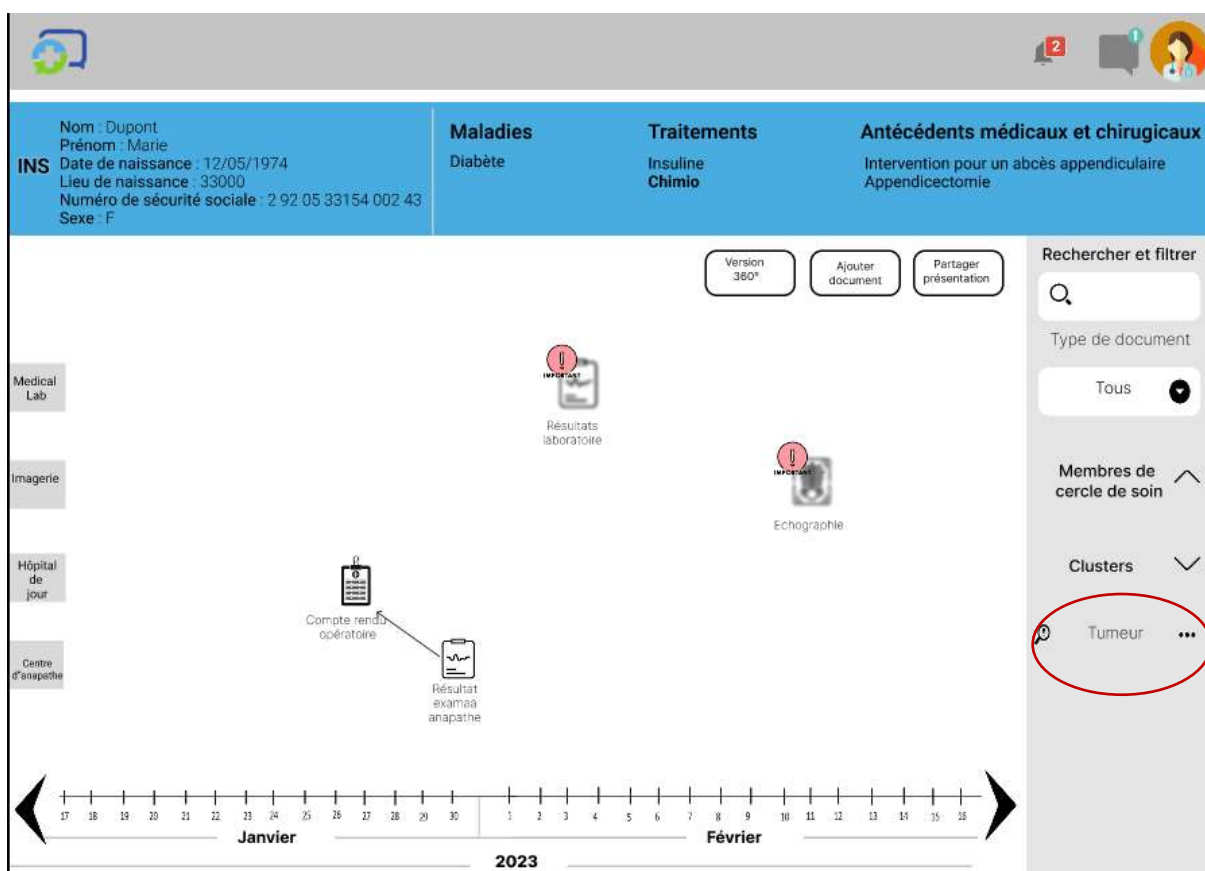 2
1
INS
Nom : Dupont
Prénom : Marie
Date de naissance : 12/05/1974
Lieu de naissance : 33000
Numéro de sécurité sociale : 2 92 05 33154 002 43
Sexe : F
Maladies
Diabète
Traitements
Insuline
Chimio
Antécédents médicaux et chirugicaux
Intervention pour un abcès appendiculaire
Appendicectomie
Version
360°
Ajouter
document
Partager
présentation
Rechercher et filtrer
Type de document
Tous
Membres de
cercle de soin
Clusters
Tumeur
Medical
Lab
IMPORTANT
Résultats
laboratoire
Imagerie
IMPORTANT
Echographie
Hôpital
de
jour
Compte rendu
opératoire
Centre
d"anapathe
Résultat
examaa
anapathe
17 18 19 20 21 22 23 24 25 26 27 28 29 30 1 2 3 4 5 6 7 8 9 10 11 12 13 14 15 16
Janvier Février
2023